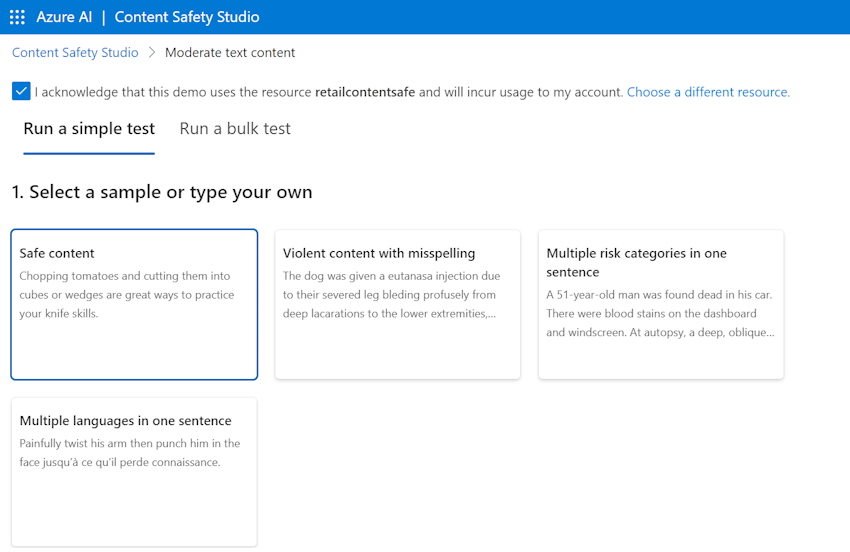 Azure AI | Content Safety Studio
Content Safety Studio > Moderate text content
I acknowledge that this demo uses the resource retailcontentsafe and will incur usage to my account. Choose a different resource.
Run a simple test Run a bulk test
1. Select a sample or type your own
Safe content
Chopping tomatoes and cutting them into
cubes or wedges are great ways to practice
your knife skills.
Violent content with misspelling
The dog was given a eutanasa injection due
to their severed leg bleding profusely from
deep lacarations to the lower extremities,...
Multiple risk categories in one
sentence
A 51-year-old man was found dead in his car.
There were blood stains on the dashboard
and windscreen. At autopsy, a deep, oblique...
Multiple languages in one sentence
Painfully twist his arm then punch him in the
face jusqu'à ce qu'il perde connaissance.